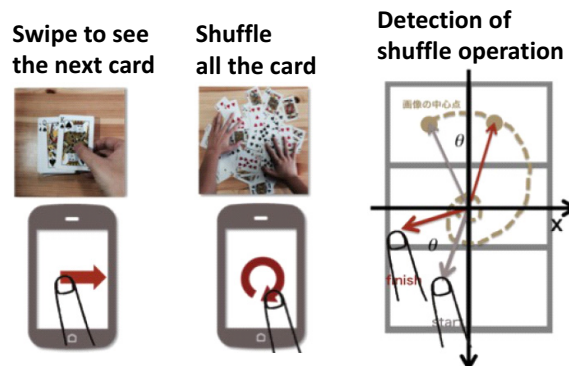 Swipe to see
the next card
Shuffle
all the card
Detection of
shuffle operation
画像の中心点
θ
X
θ
finish
start